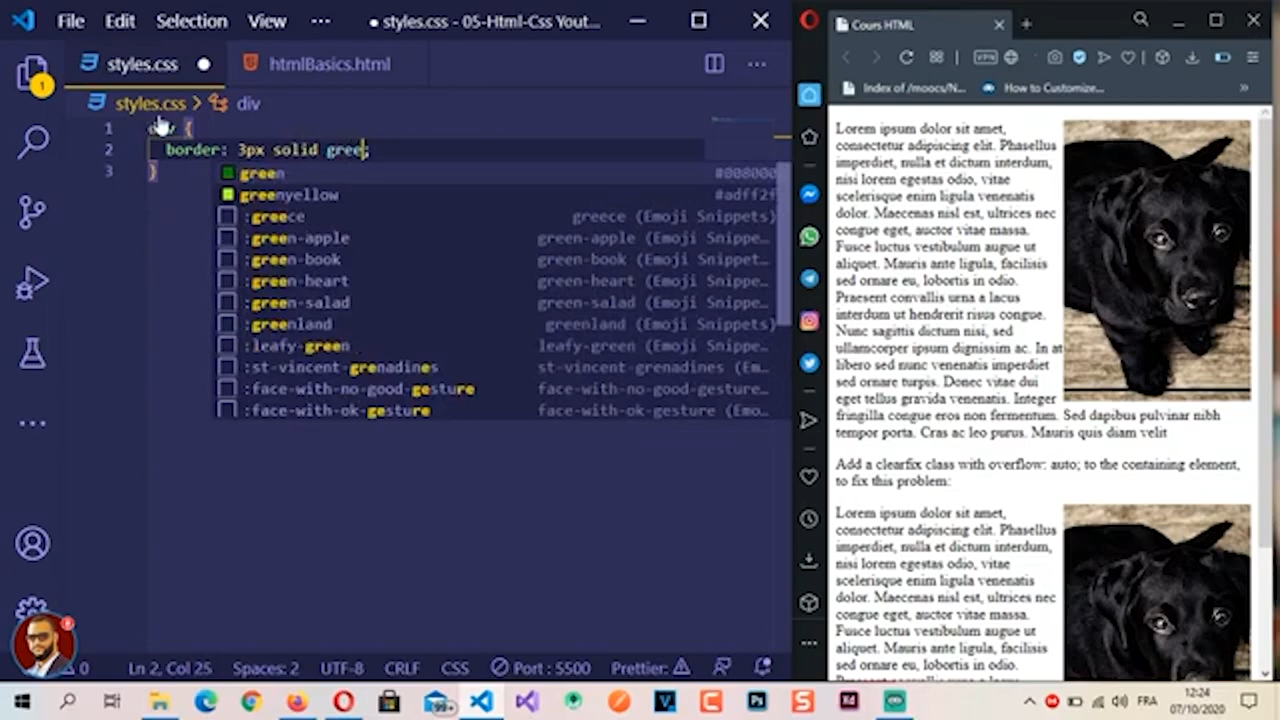 File Edit Selection View ··· ● styles.css - 05-Html-Css Yout...
styles.css ● htmlBasics.html
styles.css > div
1 {
2 border: 3px solid gree;
3 }
green #008000
greenyellow #adff2f
:greece greece (Emoji Snippets)
:green-apple green-apple (Emoji Snippe…
:green-book green-book (Emoji Snippe…
:green-heart green-heart (Emoji Snippe…
:green-salad green-salad (Emoji Snippe…
:greenland greenland (Emoji Snippets)
:leafy-green leafy-green (Emoji Snippe…
:st-vincent-grenadines st-vincent-grenadines (Em…
:face-with-no-good-gesture face-with-no-good-gesture…
:face-with-ok-gesture face-with-ok-gesture (Emo…
1
0 Ln 2, Col 25 Spaces: 2 UTF-8 CRLF CSS Port : 5500 Prettier:
Cours HTML
VPN
Index of /moocs/N... How to Customize...
Lorem ipsum dolor sit amet,
consectetur adipiscing elit. Phasellus
imperdiet, nulla et dictum interdum,
nisi lorem egestas odio, vitae
scelerisque enim ligula venenatis
dolor. Maecenas nisl est, ultrices nec
congue eget, auctor vitae massa.
Fusce luctus vestibulum augue ut
aliquet. Mauris ante ligula, facilisis
sed ornare eu, lobortis in odio.
Praesent convallis urna a lacus
interdum ut hendrerit risus congue.
Nunc sagittis dictum nisi, sed
ullamcorper ipsum dignissim ac. In at
libero sed nunc venenatis imperdiet
sed ornare turpis. Donec vitae dui
eget tellus gravida venenatis. Integer
fringilla congue eros non fermentum. Sed dapibus pulvinar nibh
tempor porta. Cras ac leo purus. Mauris quis diam velit
Add a clearfix class with overflow: auto; to the containing element,
to fix this problem:
Lorem ipsum dolor sit amet,
consectetur adipiscing elit. Phasellus
imperdiet, nulla et dictum interdum,
nisi lorem egestas odio, vitae
scelerisque enim ligula venenatis
dolor. Maecenas nisl est, ultrices nec
congue eget, auctor vitae massa.
Fusce luctus vestibulum augue ut
aliquet. Mauris ante ligula, facilisis
sed ornare eu, lobortis in odio.
99+ Ps Xd FRA 12:24
07/10/2020